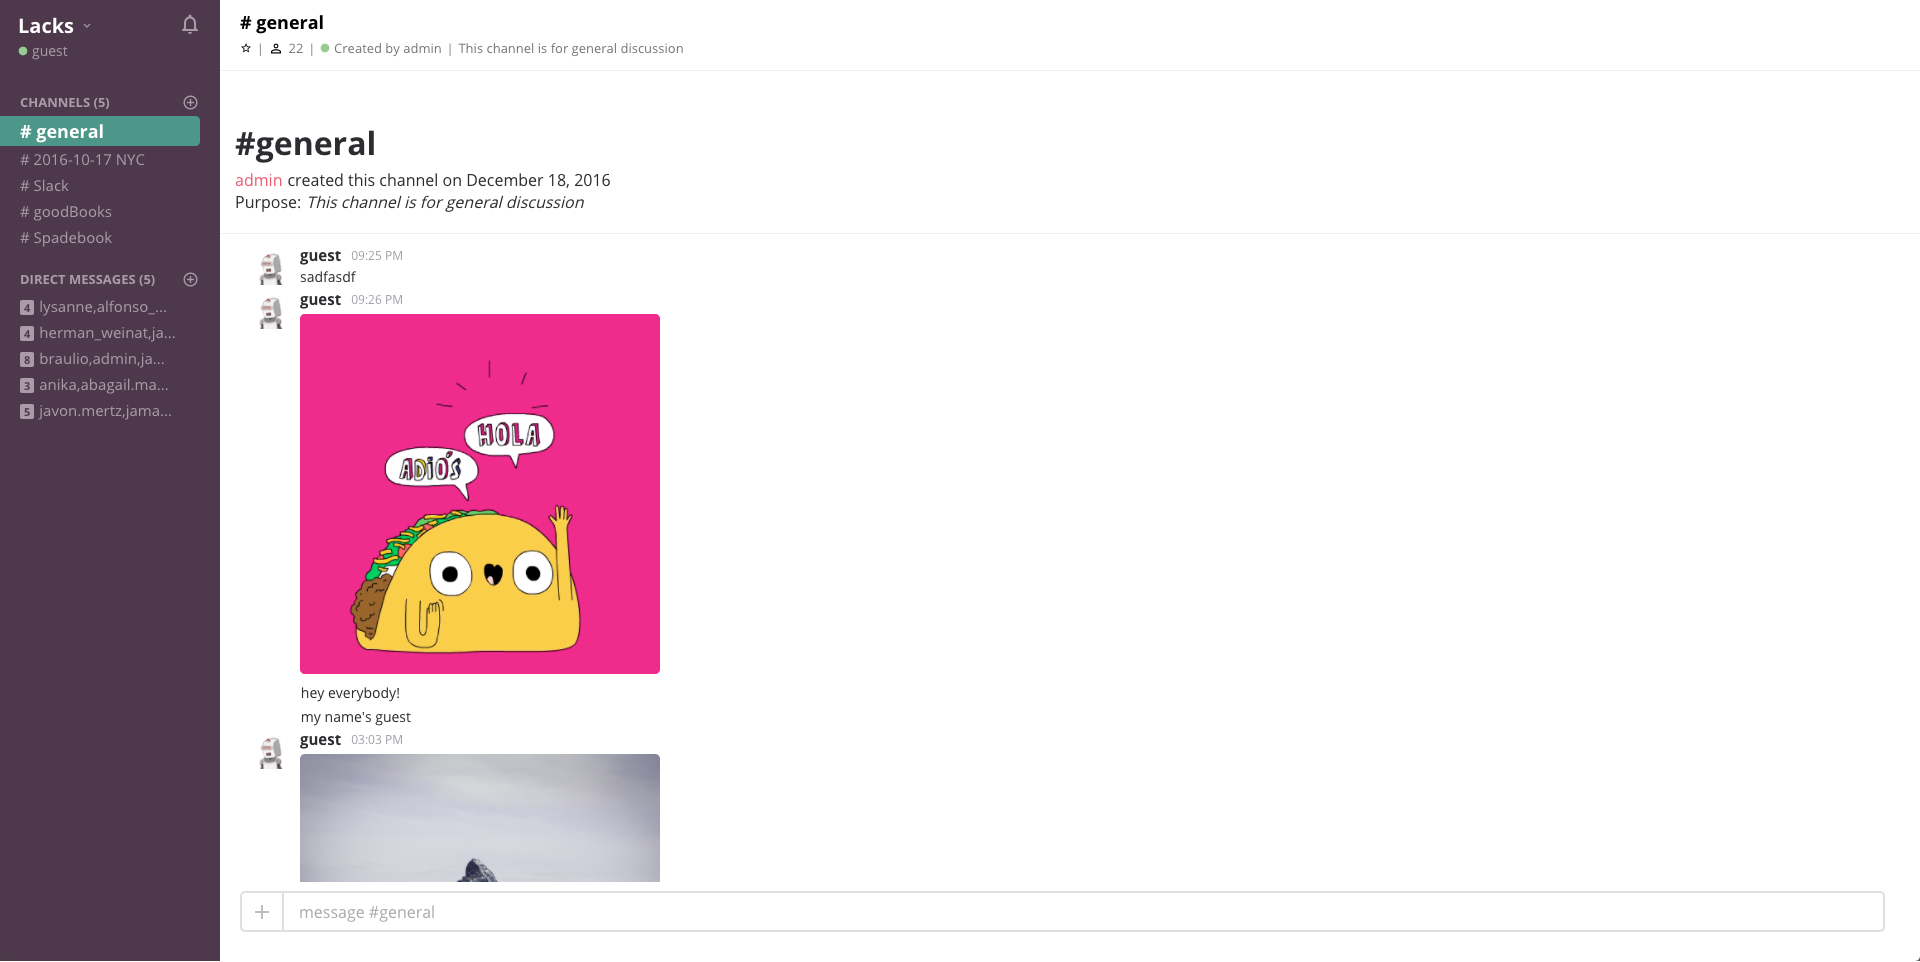 Lacks
guest
CHANNELS (5)
# general
# 2016-10-17 NYC
# Slack
# goodBooks
# Spadebook
DIRECT MESSAGES (5)
4 lysanne,alfonso_...
4 herman_weinat,ja...
8 braulio,admin,ja...
3 anika,abagail.ma...
5 javon.mertz,jama...
# general
| 22 | Created by admin | This channel is for general discussion
#general
admin created this channel on December 18, 2016
Purpose: This channel is for general discussion
guest 09:25 PM
sadfasdf
guest 09:26 PM
HOLA
ADIÓS
hey everybody!
my name's guest
guest 03:03 PM
message #general